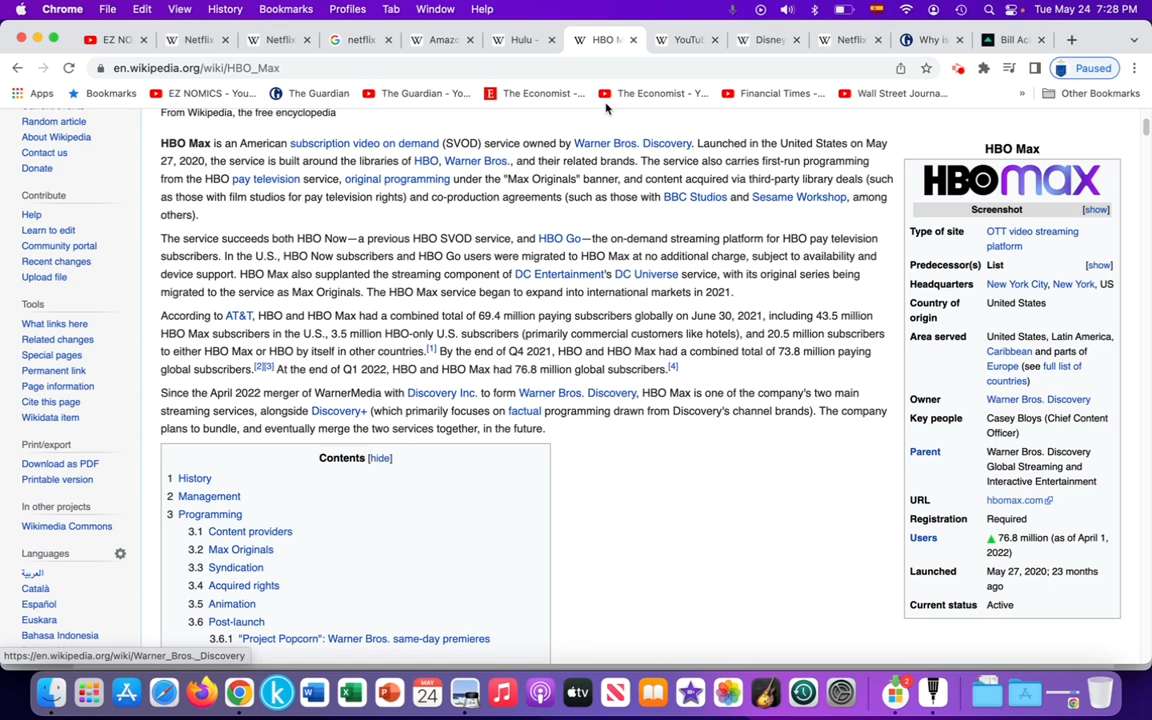 Chrome File Edit View History Bookmarks Profiles Tab Window Help Tue May 24 7:28 PM
EZ NO Netflix Netflix netflix Amazo Hulu - HBO M YouTub Disney Netflix Why is Bill Ac
en.wikipedia.org/wiki/HBO_Max Paused
Apps Bookmarks EZ NOMICS - You... The Guardian The Guardian - Yo... The Economist -... The Economist - Y... Financial Times -... Wall Street Journa... » Other Bookmarks
Random article
About Wikipedia
Contact us
Donate
Contribute
Help
Learn to edit
Community portal
Recent changes
Upload file
Tools
What links here
Related changes
Special pages
Permanent link
Page information
Cite this page
Wikidata item
Print/export
Download as PDF
Printable version
In other projects
Wikimedia Commons
Languages
العربية
Català
Español
Euskara
Bahasa Indonesia
https://en.wikipedia.org/wiki/Warner_Bros._Discovery
From Wikipedia, the free encyclopedia
HBO Max is an American subscription video on demand (SVOD) service owned by Warner Bros. Discovery. Launched in the United States on May
27, 2020, the service is built around the libraries of HBO, Warner Bros., and their related brands. The service also carries first-run programming
from the HBO pay television service, original programming under the "Max Originals" banner, and content acquired via third-party library deals (such
as those with film studios for pay television rights) and co-production agreements (such as those with BBC Studios and Sesame Workshop, among
others).
The service succeeds both HBO Now—a previous HBO SVOD service, and HBO Go—the on-demand streaming platform for HBO pay television
subscribers. In the U.S., HBO Now subscribers and HBO Go users were migrated to HBO Max at no additional charge, subject to availability and
device support. HBO Max also supplanted the streaming component of DC Entertainment's DC Universe service, with its original series being
migrated to the service as Max Originals. The HBO Max service began to expand into international markets in 2021.
According to AT&T, HBO and HBO Max had a combined total of 69.4 million paying subscribers globally on June 30, 2021, including 43.5 million
HBO Max subscribers in the U.S., 3.5 million HBO-only U.S. subscribers (primarily commercial customers like hotels), and 20.5 million subscribers
to either HBO Max or HBO by itself in other countries.[1] By the end of Q4 2021, HBO and HBO Max had a combined total of 73.8 million paying
global subscribers.[2][3] At the end of Q1 2022, HBO and HBO Max had 76.8 million global subscribers.[4]
Since the April 2022 merger of WarnerMedia with Discovery Inc. to form Warner Bros. Discovery, HBO Max is one of the company's two main
streaming services, alongside Discovery+ (which primarily focuses on factual programming drawn from Discovery's channel brands). The company
plans to bundle, and eventually merge the two services together, in the future.
Contents [hide]
1 History
2 Management
3 Programming
3.1 Content providers
3.2 Max Originals
3.3 Syndication
3.4 Acquired rights
3.5 Animation
3.6 Post-launch
3.6.1 "Project Popcorn": Warner Bros. same-day premieres
HBO Max
HBOmax
Screenshot [show]
Type of site OTT video streaming
platform
Predecessor(s) List [show]
Headquarters New York City, New York, US
Country of United States
origin
Area served United States, Latin America,
Caribbean and parts of
Europe (see full list of
countries)
Owner Warner Bros. Discovery
Key people Casey Bloys (Chief Content
Officer)
Parent Warner Bros. Discovery
Global Streaming and
Interactive Entertainment
URL hbomax.com
Registration Required
Users 76.8 million (as of April 1,
2022)
Launched May 27, 2020; 23 months
ago
Current status Active
MAY
24
tv
2